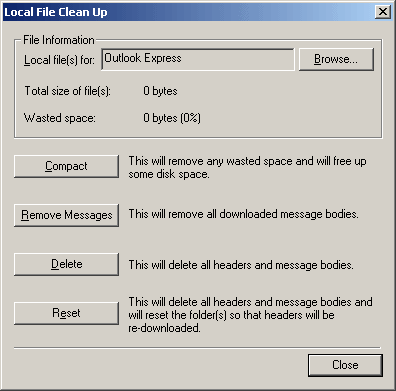 Local File Clean Up
File Information
Local file(s) for: Outlook Express Browse...
Total size of file(s): 0 bytes
Wasted space: 0 bytes (0%)
Compact This will remove any wasted space and will free up
some disk space.
Remove Messages This will remove all downloaded message bodies.
Delete This will delete all headers and message bodies.
This will delete all headers and message bodies and
Reset will reset the folder(s) so that headers will be
re-downloaded.
Close